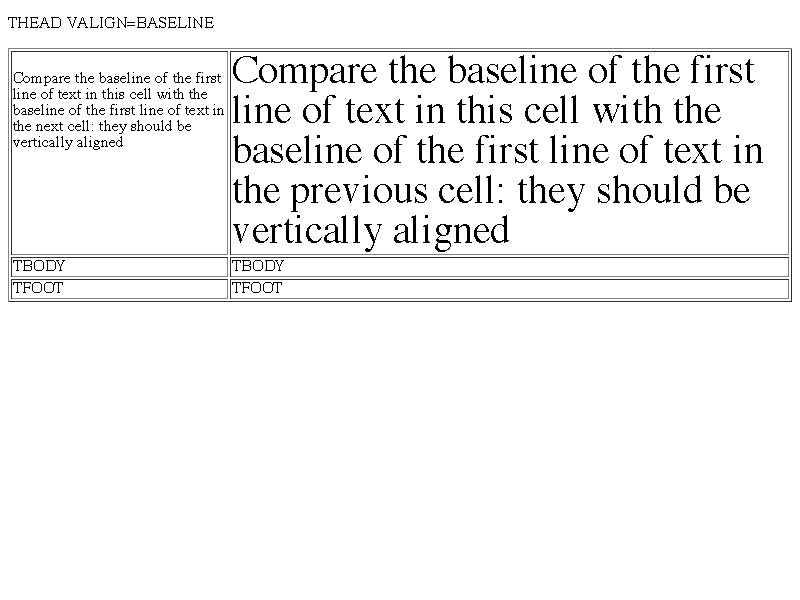 THEAD VALIGN=BASELINE
Compare the baseline of the first
line of text in this cell with the
baseline of the first line of text in
the next cell: they should be
vertically aligned
Compare the baseline of the first
line of text in this cell with the
baseline of the first line of text in
the previous cell: they should be
vertically aligned
TBODY
TBODY
TFOOT
TFOOT